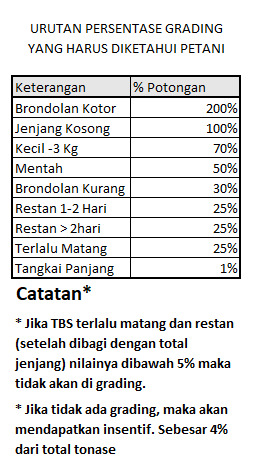 URUTAN PERSENTASE GRADING
YANG HARUS DIKETAHUI PETANI
Keterangan % Potongan
Brondolan Kotor 200%
Jenjang Kosong 100%
Kecil -3 Kg 70%
Mentah 50%
Brondolan Kurang 30%
Restan 1-2 Hari 25%
Restan > 2hari 25%
Terlalu Matang 25%
Tangkai Panjang 1%
Catatan*
* Jika TBS terlalu matang dan restan
(setelah dibagi dengan total
jenjang) nilainya dibawah 5% maka
tidak akan di grading.
* Jika tidak ada grading, maka akan
mendapatkan insentif. Sebesar 4%
dari total tonase